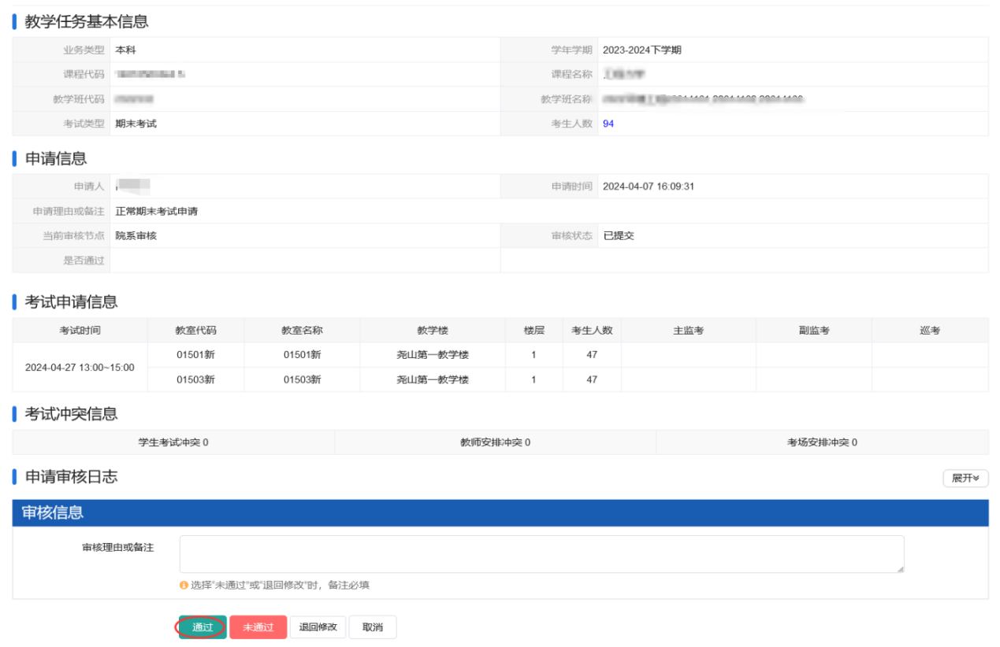 教学任务基本信息
业务类型 本科 学年学期 2023-2024下学期
课程代码 课程名称
教学班代码 教学班名称
考试类型 期末考试 考生人数 94
申请信息
申请人 申请时间 2024-04-07 16:09:31
申请理由或备注 正常期末考试申请
当前审核节点 院系审核 审核状态 已提交
是否通过
考试申请信息
考试时间 教室代码 教室名称 教学楼 楼层 考生人数 主监考 副监考 巡考
2024-04-27 13:00~15:00 01501新 01501新 尧山第一教学楼 1 47
01503新 01503新 尧山第一教学楼 1 47
考试冲突信息
学生考试冲突 0 教师安排冲突 0 考场安排冲突 0
申请审核日志 展开
审核信息
审核理由或备注
选择"未通过"或"退回修改"时，备注必填
通过 未通过 退回修改 取消